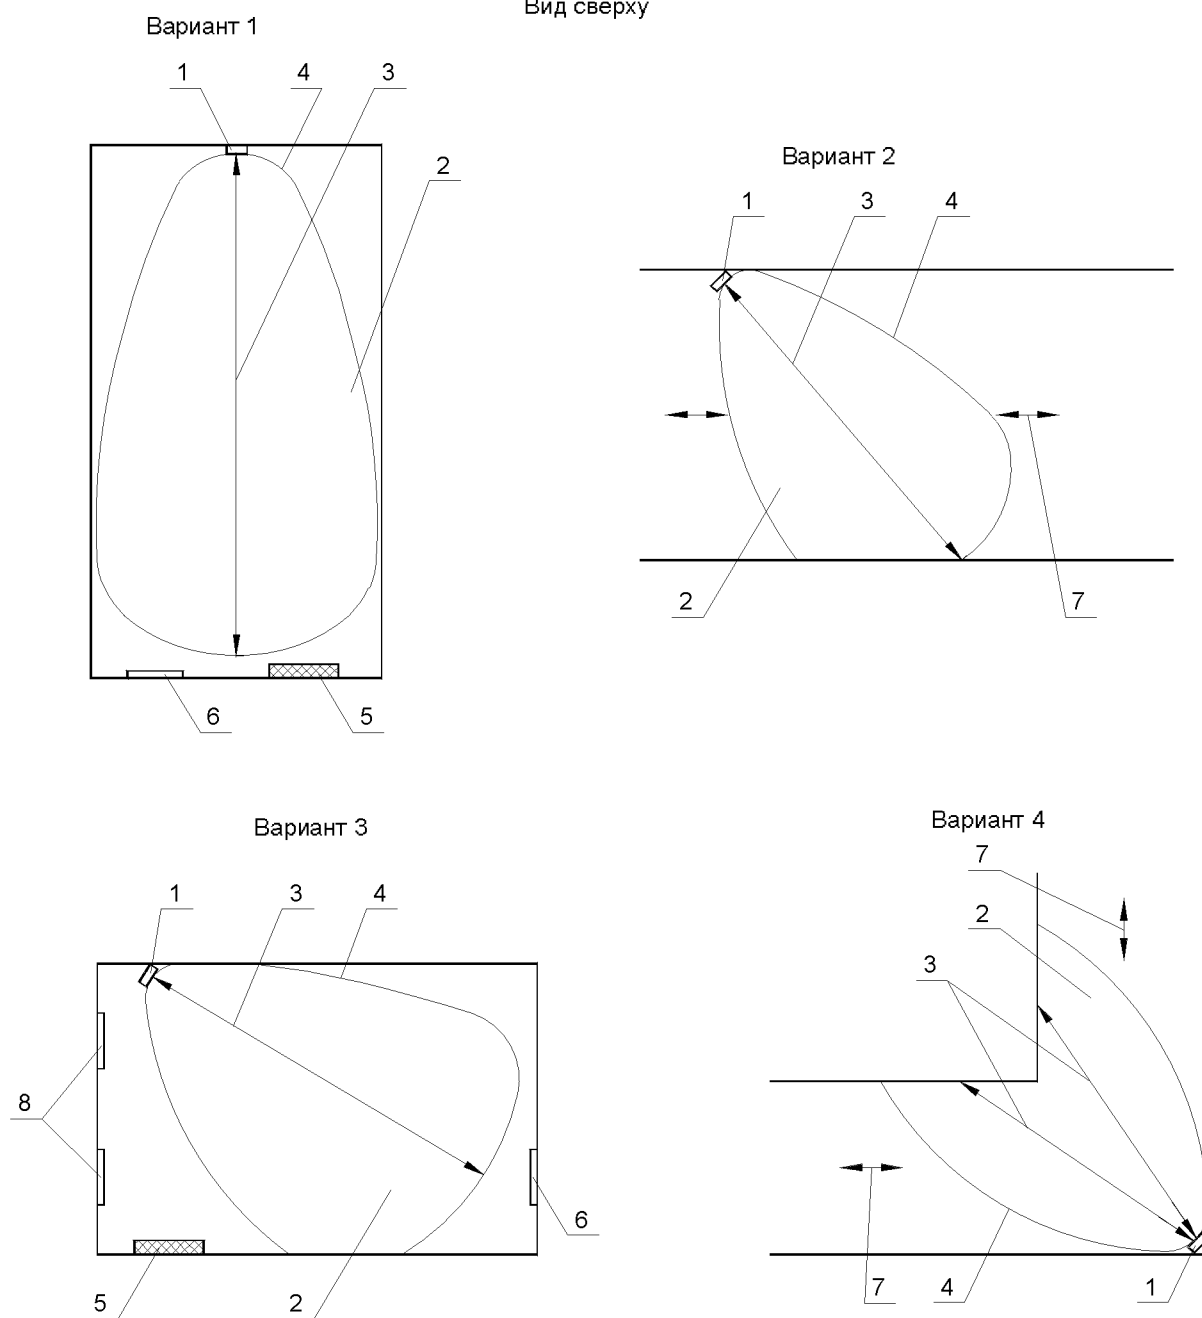 Вид сверху
Вариант 1
1 4 3
2
6 5
Вариант 2
1 3 4
2 7
Вариант 3
1 3 4
8
6
5 2
Вариант 4
7
2
3
7 4 1